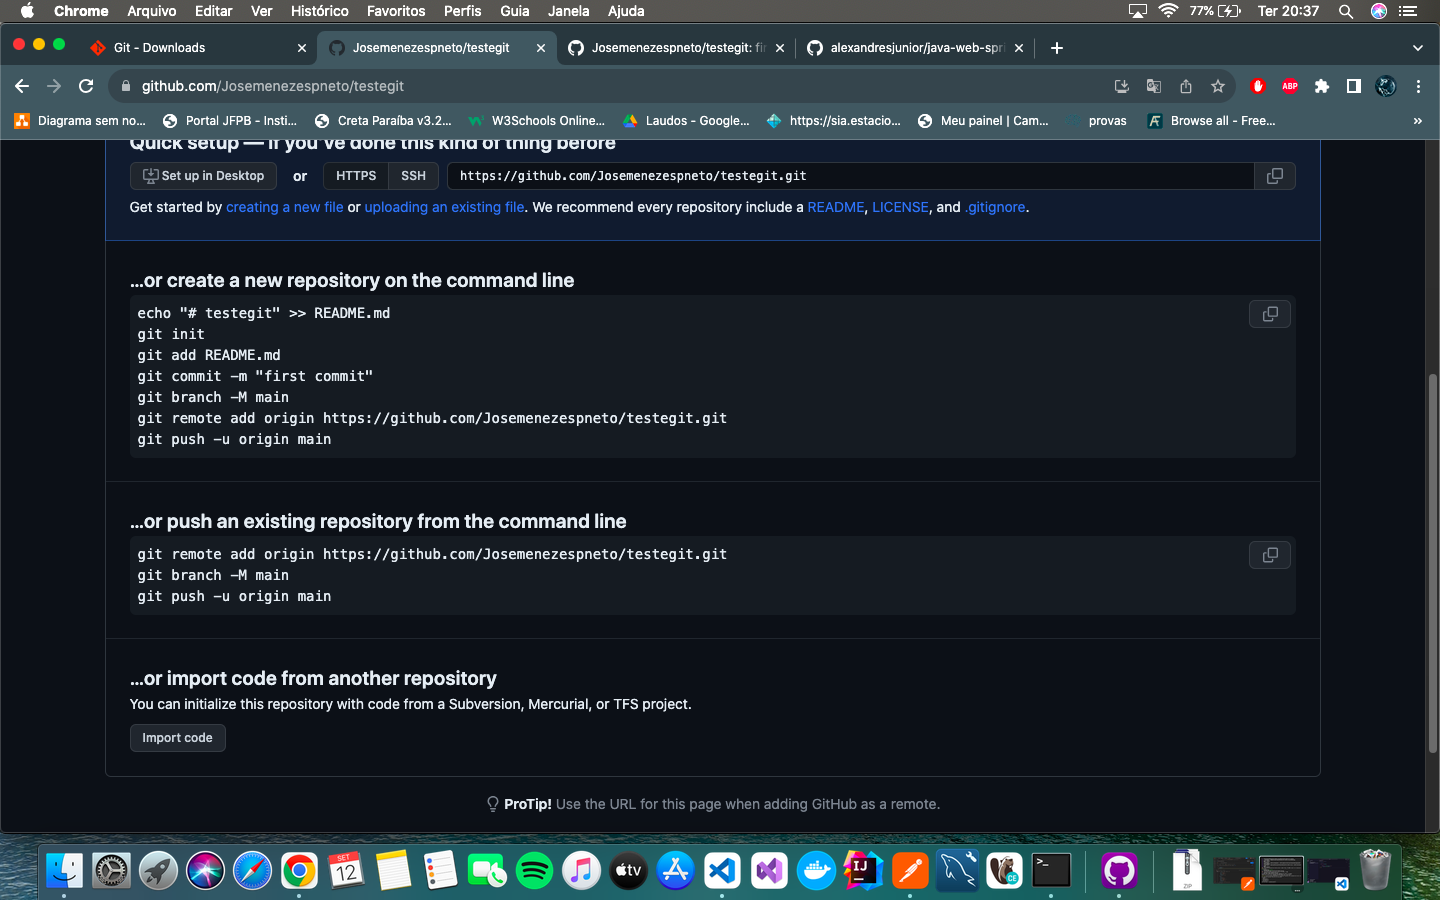 Chrome Arquivo Editar Ver Histórico Favoritos Perfis Guia Janela Ajuda 77% Ter 20:37
Git - Downloads Josemenezespneto/testegit Josemenezespneto/testegit: fir alexandresjunior/java-web-spri
github.com/Josemenezespneto/testegit ABP
Diagrama sem no... Portal JFPB - Insti... Creta Paraíba v3.2... W3Schools Online... Laudos - Google... https://sia.estacio... Meu painel | Cam... provas Browse all - Free... »
Quick setup — if you've done this kind of thing before
Set up in Desktop or HTTPS SSH https://github.com/Josemenezespneto/testegit.git
Get started by creating a new file or uploading an existing file. We recommend every repository include a README, LICENSE, and .gitignore.
…or create a new repository on the command line
echo "# testegit" >> README.md
git init
git add README.md
git commit -m "first commit"
git branch -M main
git remote add origin https://github.com/Josemenezespneto/testegit.git
git push -u origin main
…or push an existing repository from the command line
git remote add origin https://github.com/Josemenezespneto/testegit.git
git branch -M main
git push -u origin main
…or import code from another repository
You can initialize this repository with code from a Subversion, Mercurial, or TFS project.
Import code
ProTip! Use the URL for this page when adding GitHub as a remote.
SET
12
tv
IJ
CE
ZIP